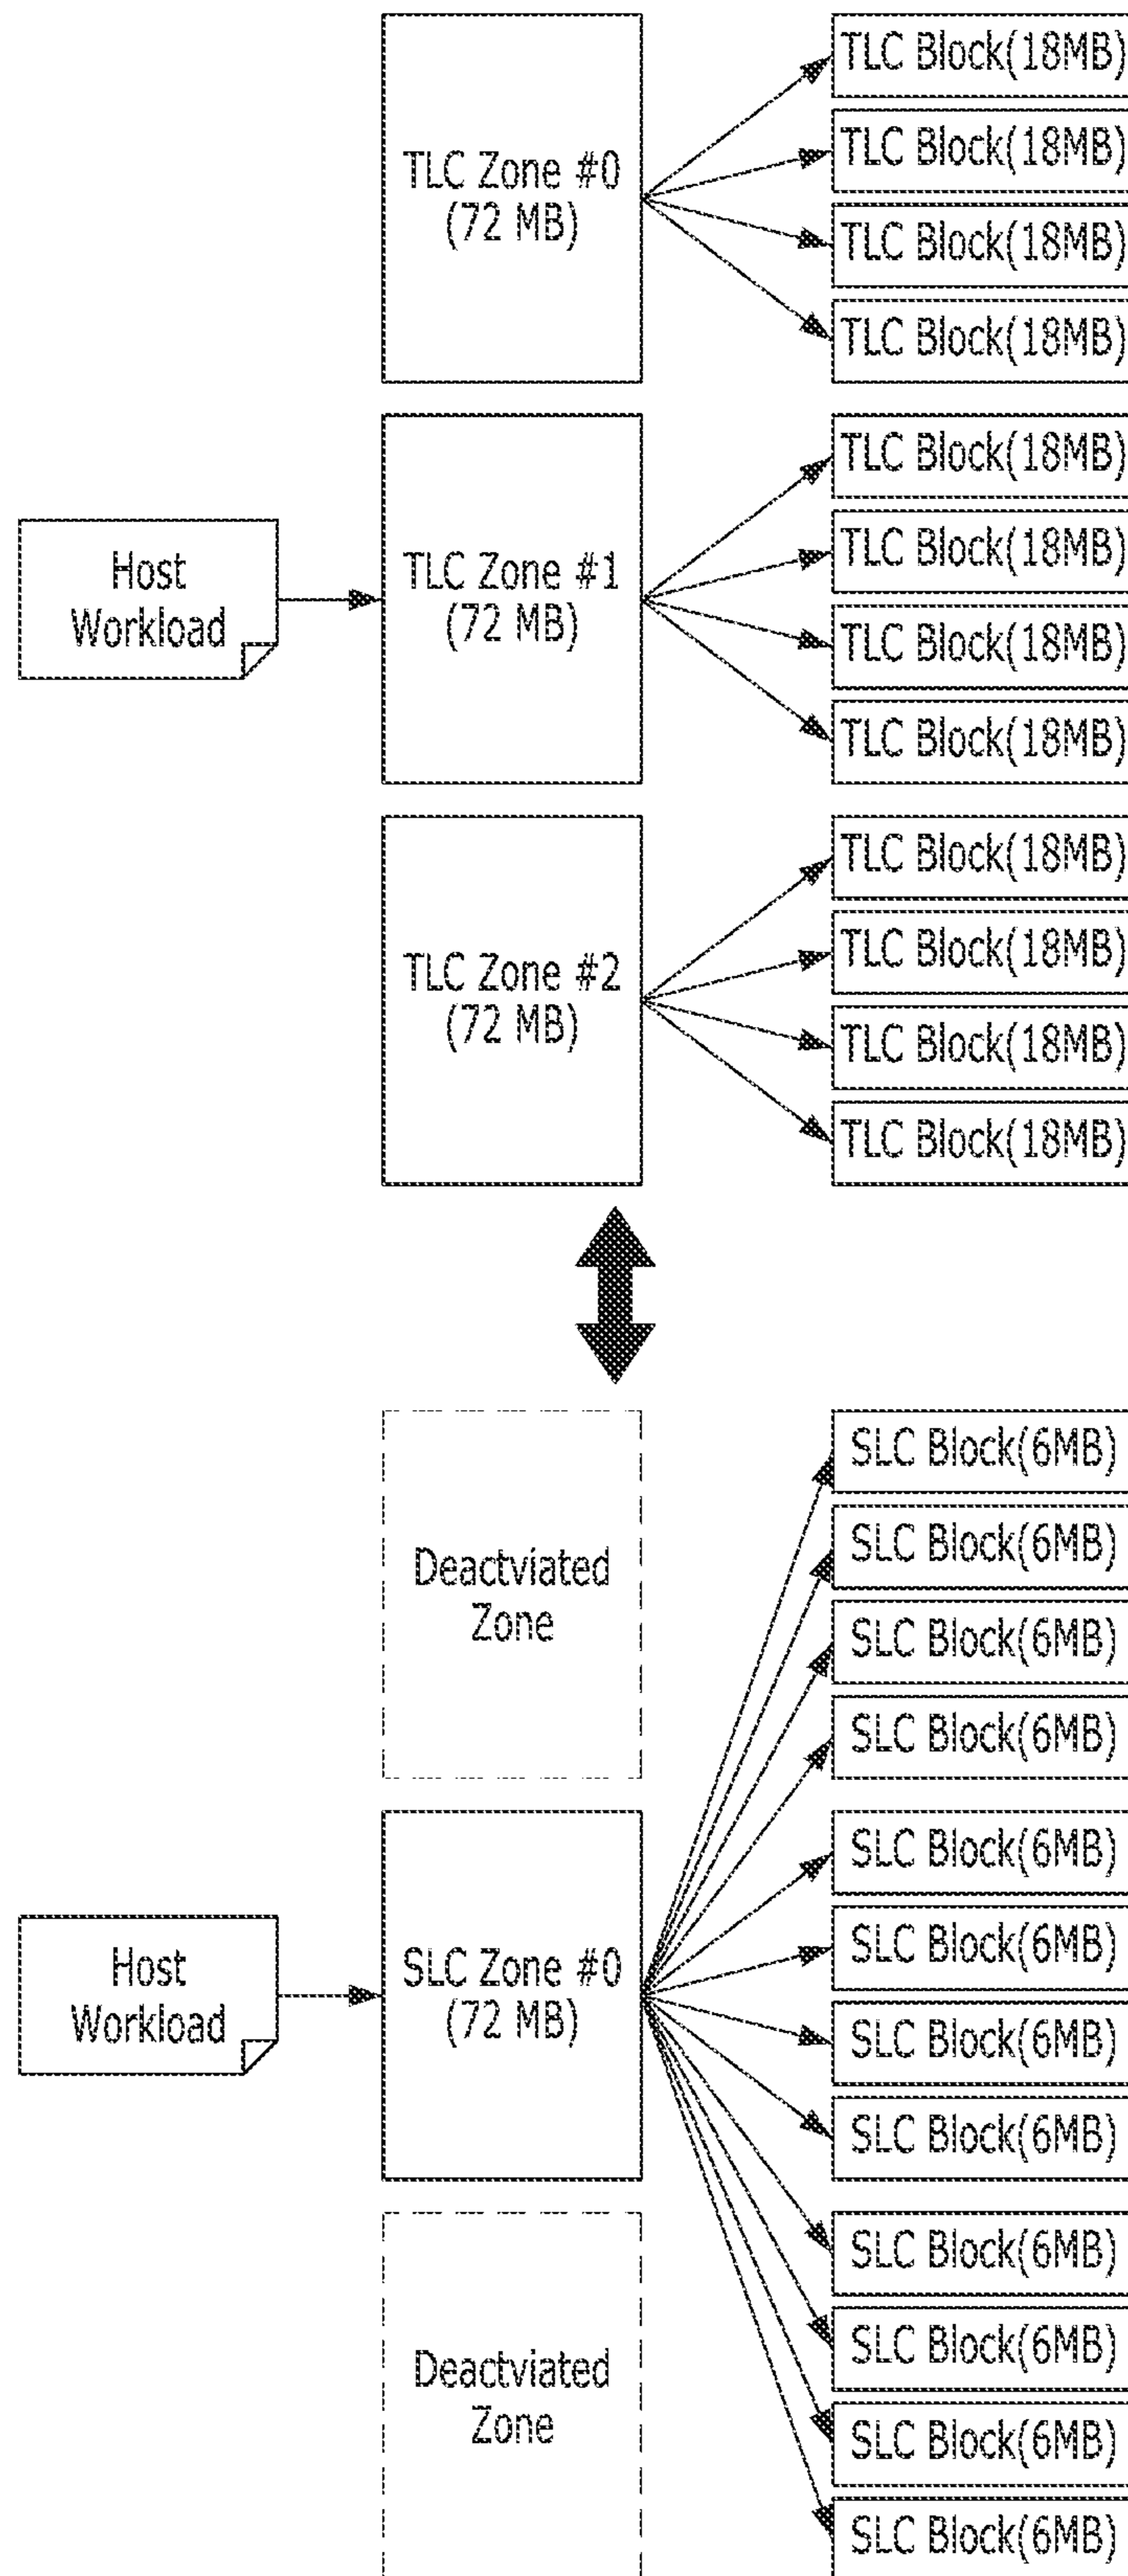 TLC Zone #0
(72 MB)
TLC Block(18MB)
TLC Block(18MB)
TLC Block(18MB)
TLC Block(18MB)
Host
Workload
TLC Zone #1
(72 MB)
TLC Block(18MB)
TLC Block(18MB)
TLC Block(18MB)
TLC Block(18MB)
TLC Zone #2
(72 MB)
TLC Block(18MB)
TLC Block(18MB)
TLC Block(18MB)
TLC Block(18MB)
Deactviated
Zone
SLC Block(6MB)
SLC Block(6MB)
SLC Block(6MB)
SLC Block(6MB)
Host
Workload
SLC Zone #0
(72 MB)
SLC Block(6MB)
SLC Block(6MB)
SLC Block(6MB)
SLC Block(6MB)
Deactviated
Zone
SLC Block(6MB)
SLC Block(6MB)
SLC Block(6MB)
SLC Block(6MB)